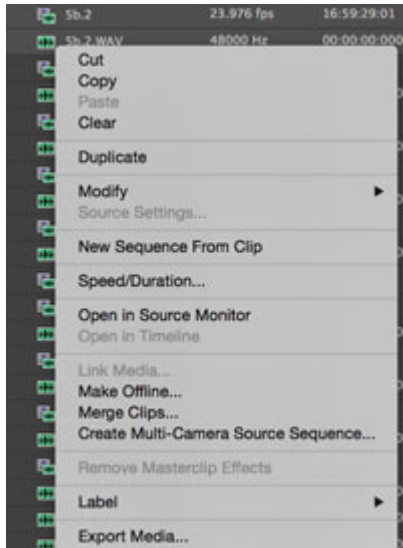 5b.2 23.976 fps 16:59:29:01
5b 2.WAV 48000 Hz 00:00:00:000
Cut
Copy
Paste
Clear
Duplicate
Modify
Source Settings...
New Sequence From Clip
Speed/Duration...
Open in Source Monitor
Open in Timeline
Link Media...
Make Offline...
Merge Clips...
Create Multi-Camera Source Sequence...
Remove Masterclip Effects
Label
Export Media...